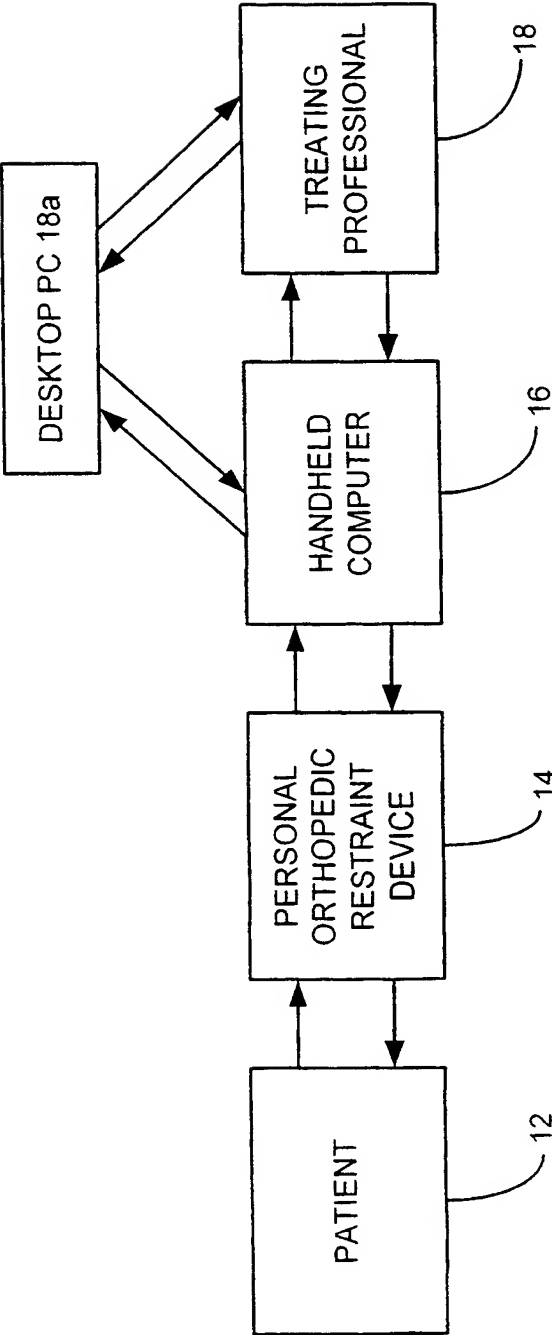 DESKTOP PC 18a
PATIENT
12
PERSONAL
ORTHOPEDIC
RESTRAINT
DEVICE
14
HANDHELD
COMPUTER
16
TREATING
PROFESSIONAL
18